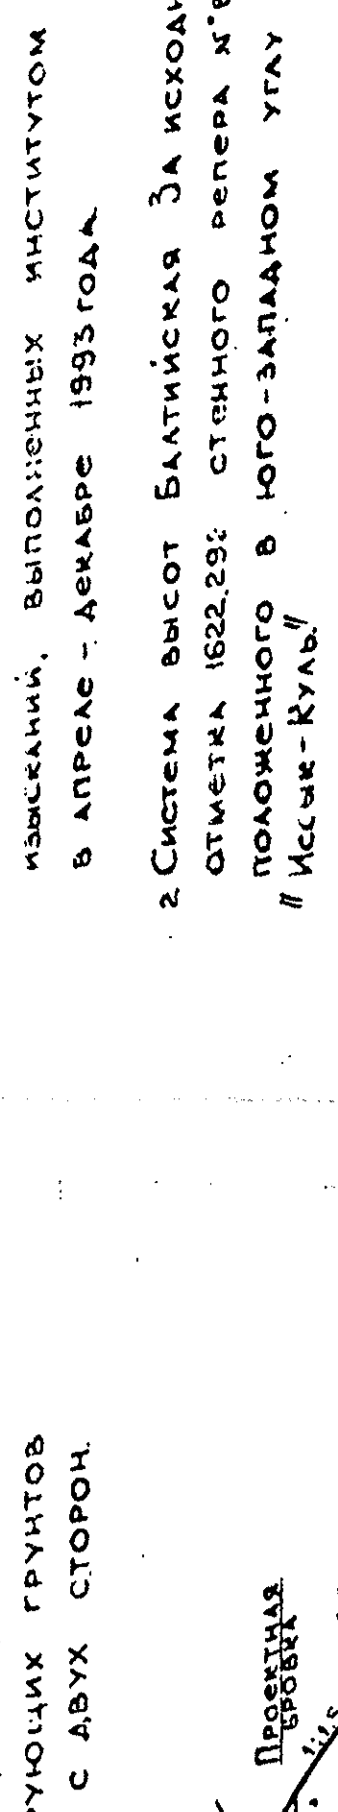 изысканий, выполненных институтом
в апреле - декабре 1993 года
2 Система высот Балтийская За исходн
отметка 1622.292 стенного репера №
положенного в юго-западном углу
"Иссык-Куль"
рующих грунтов
с двух сторон.
Проектная
бровка